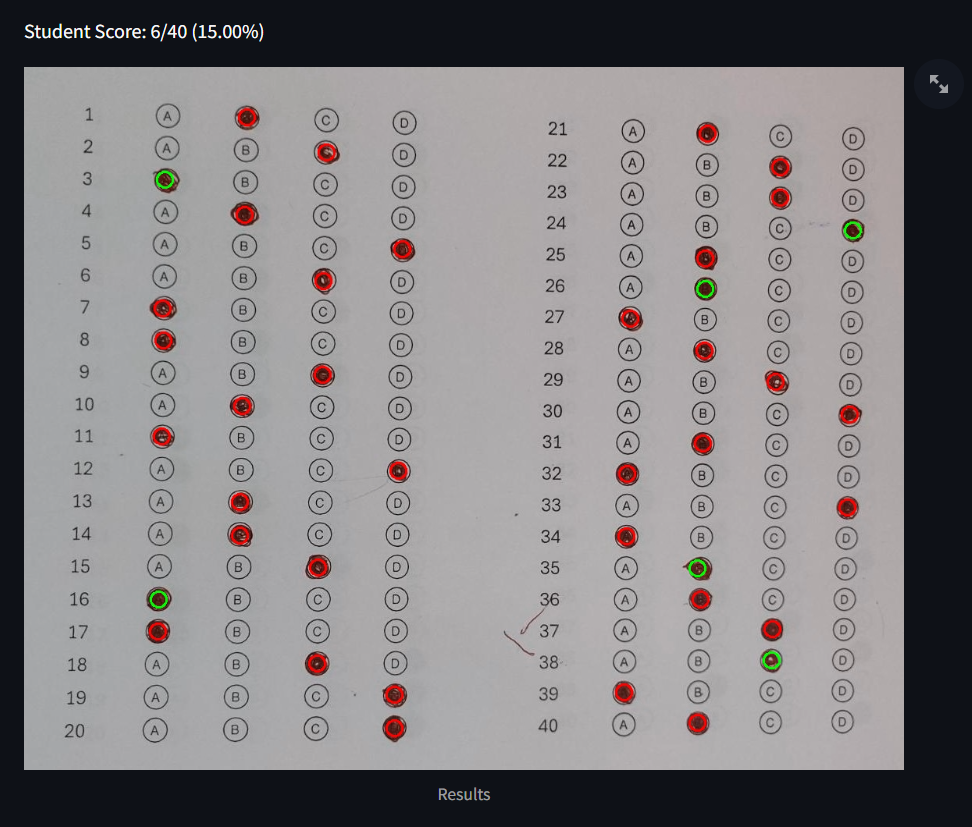 Student Score: 6/40 (15.00%)
1 A C D
2 A B D
3 B C D
4 A C D
5 A B C
6 A B D
7 B C D
8 B C D
9 A B D
10 A C D
11 B C D
12 A B C
13 A C D
14 A C D
15 A B D
16 B C D
17 B C D
18 A B D
19 A B C
20 A B C
21 A C D
22 A B D
23 A B D
24 A B C
25 A C D
26 A C D
27 B C D
28 A C D
29 A B D
30 A B C
31 A C D
32 B C D
33 A B C
34 B C D
35 A C D
36 A C D
37 A B D
38 A B D
39 B C D
40 A C D
Results